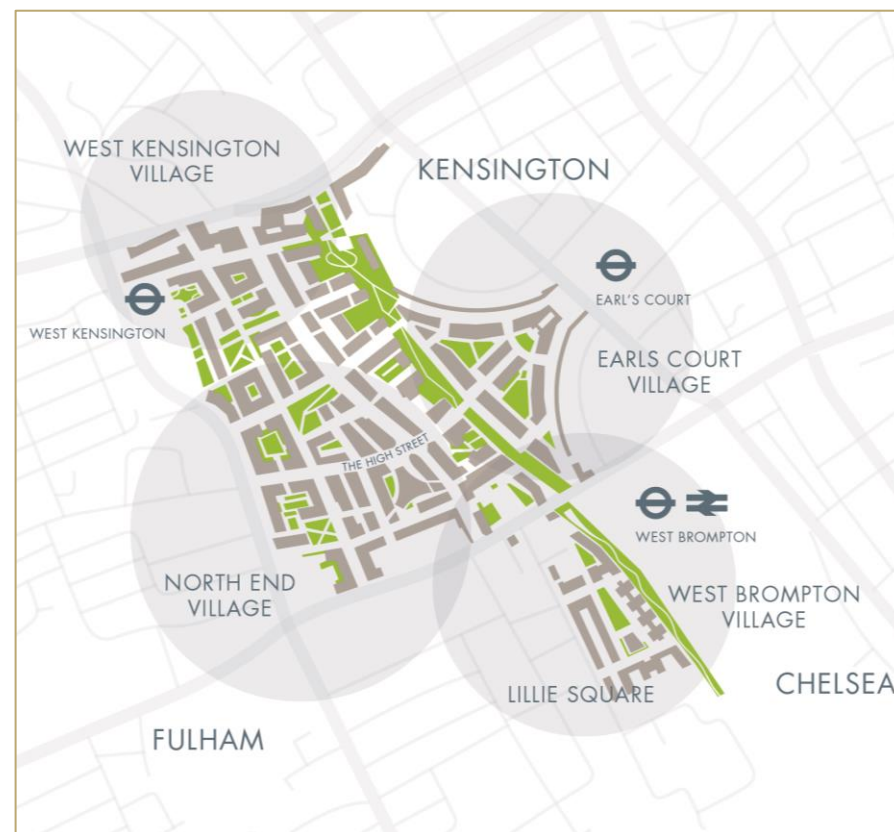 WEST KENSINGTON
VILLAGE
KENSINGTON
EARL'S COURT
WEST KENSINGTON
EARLS COURT
VILLAGE
THE HIGH STREET
WEST BROMPTON
NORTH END
VILLAGE
WEST BROMPTON
VILLAGE
LILLIE SQUARE
CHELSEA
FULHAM